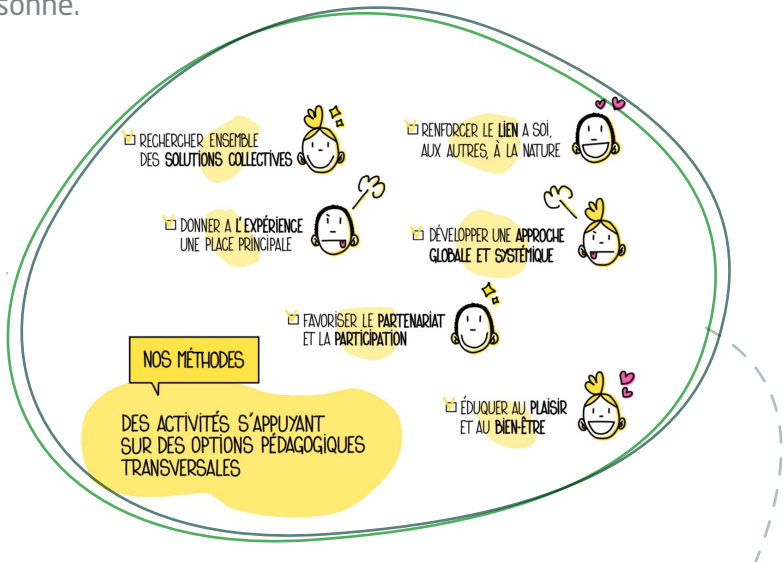 sonne.
RECHERCHER ENSEMBLE
DES SOLUTIONS COLLECTIVES
RENFORCER LE LIEN A SOI,
AUX AUTRES, À LA NATURE
DONNER A L'EXPÉRIENCE
UNE PLACE PRINCIPALE
DÉVELOPPER UNE APPROCHE
GLOBALE ET SYSTÉMIQUE
FAVORISER LE PARTENARIAT
ET LA PARTICIPATION
NOS MÉTHODES
DES ACTIVITÉS S'APPUYANT
SUR DES OPTIONS PÉDAGOGIQUES
TRANSVERSALES
ÉDUQUER AU PLAISIR
ET AU BIEN-ÊTRE